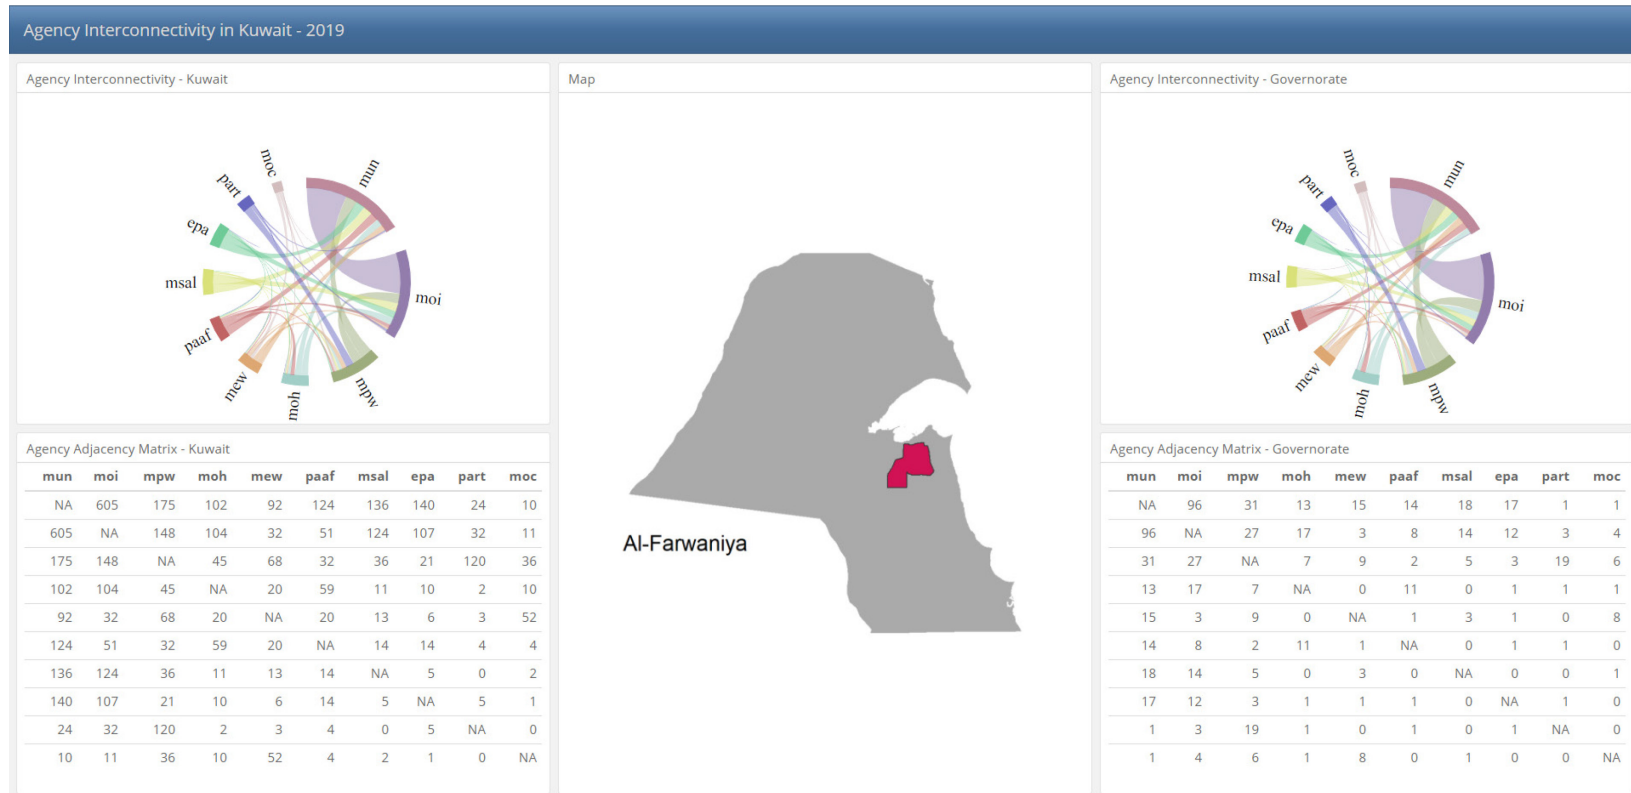 Agency Interconnectivity in Kuwait - 2019
Agency Interconnectivity - Kuwait
moc
mun
part
epa
msal
moi
paaf
mew
moh
mpw
Agency Adjacency Matrix - Kuwait
mun moi mpw moh mew paaf msal epa part moc
NA 605 175 102 92 124 136 140 24 10
605 NA 148 104 32 51 124 107 32 11
175 148 NA 45 68 32 36 21 120 36
102 104 45 NA 20 59 11 10 2 10
92 32 68 20 NA 20 13 6 3 52
124 51 32 59 20 NA 14 14 4 4
136 124 36 11 13 14 NA 5 0 2
140 107 21 10 6 14 5 NA 5 1
24 32 120 2 3 4 0 5 NA 0
10 11 36 10 52 4 2 1 0 NA
Map
Al-Farwaniya
Agency Interconnectivity - Governorate
moc
mun
part
epa
msal
moi
paaf
mew
moh
mpw
Agency Adjacency Matrix - Governorate
mun moi mpw moh mew paaf msal epa part moc
NA 96 31 13 15 14 18 17 1 1
96 NA 27 17 3 8 14 12 3 4
31 27 NA 7 9 2 5 3 19 6
13 17 7 NA 0 11 0 1 1 1
15 3 9 0 NA 1 3 1 0 8
14 8 2 11 1 NA 0 1 1 0
18 14 5 0 3 0 NA 0 0 1
17 12 3 1 1 1 0 NA 1 0
1 3 19 1 0 1 0 1 NA 0
1 4 6 1 8 0 1 0 0 NA